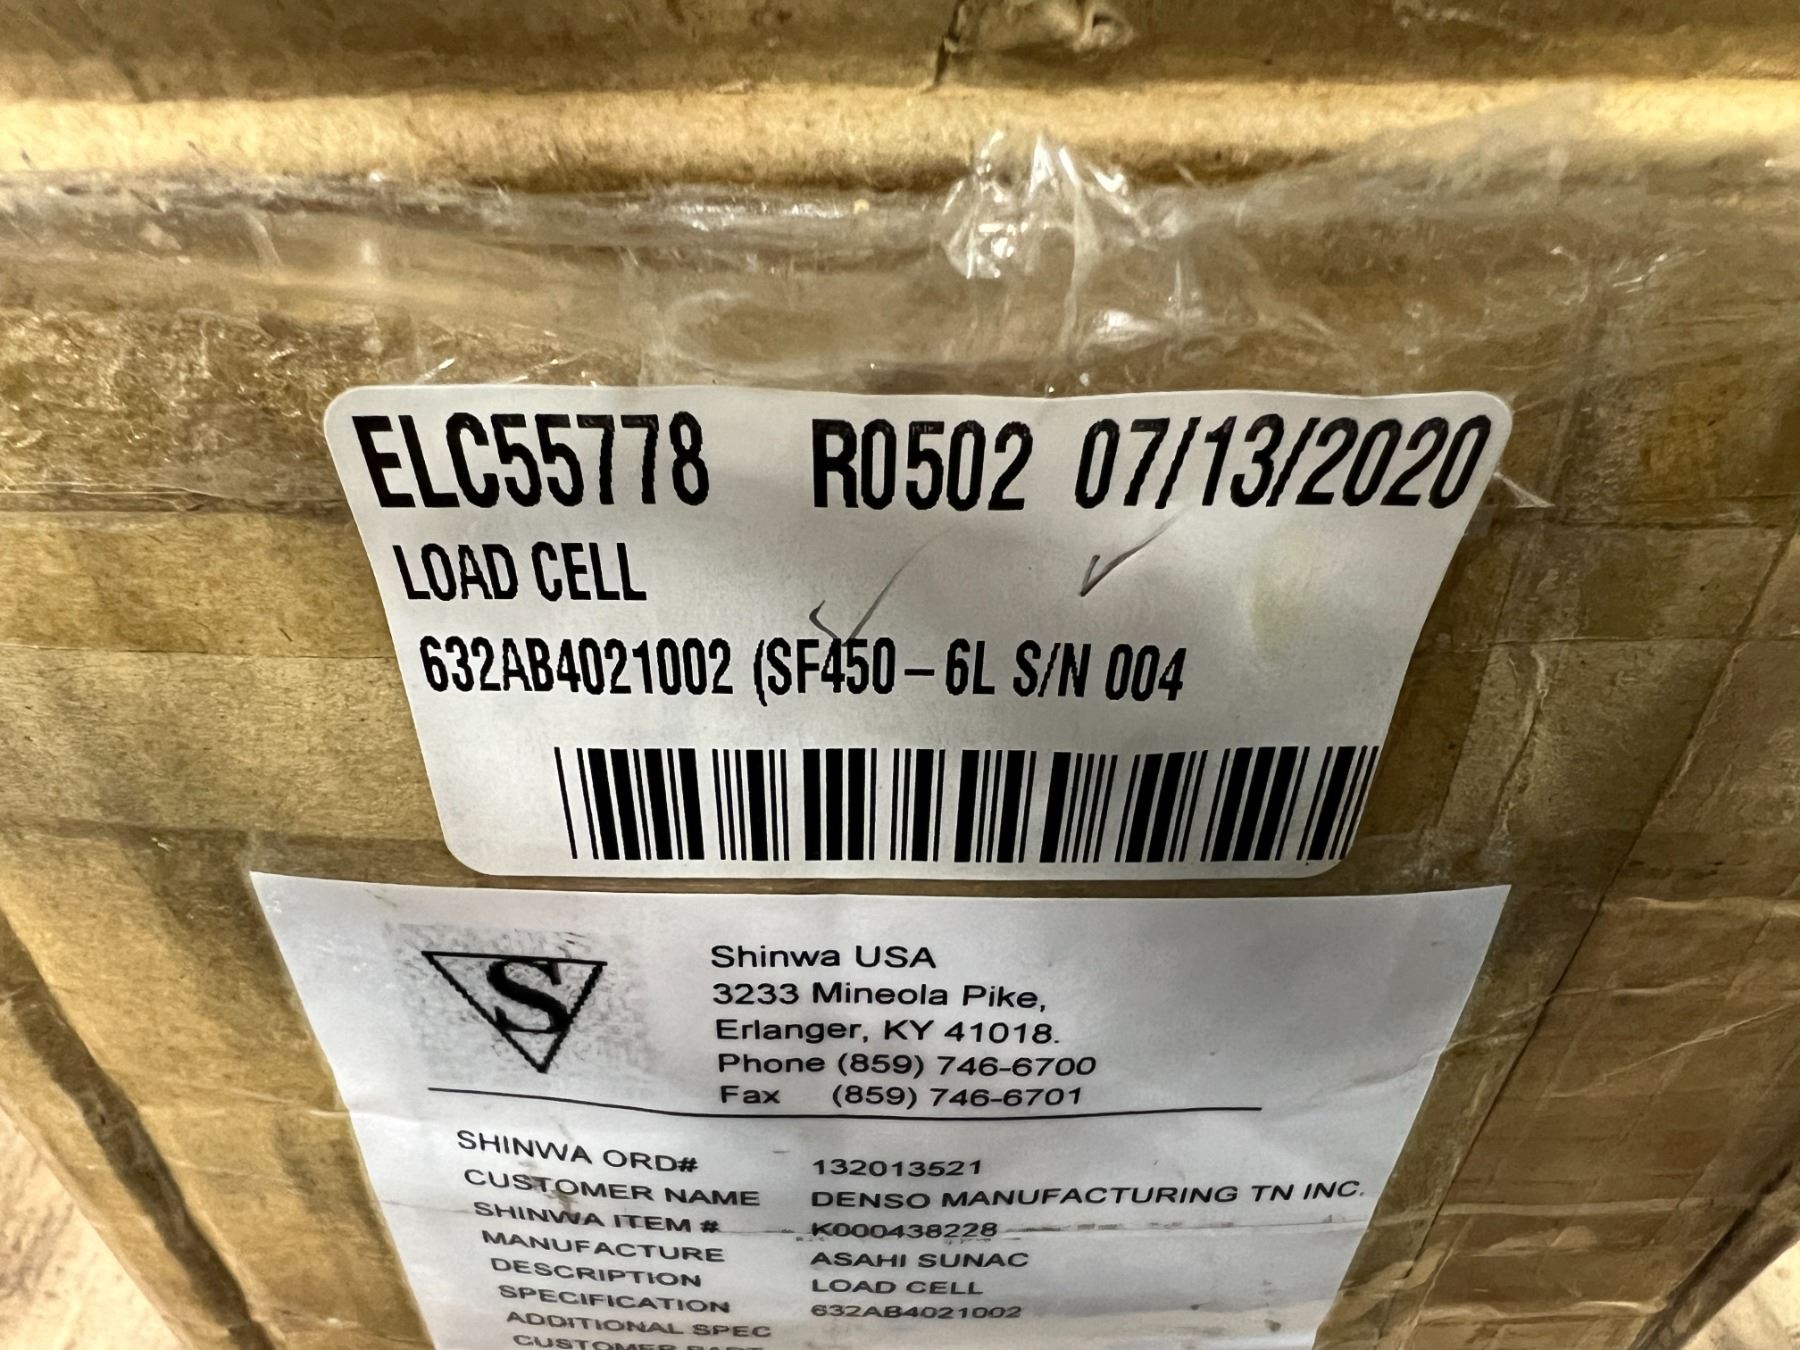 ELC55778 R0502 07/13/2020
LOAD CELL
632AB4021002 (SF450-6L S/N 004
S
Shinwa USA
3233 Mineola Pike,
Erlanger, KY 41018.
Phone (859) 746-6700
Fax (859) 746-6701
SHINWA ORD# 132013521
CUSTOMER NAME DENSO MANUFACTURING TN INC.
SHINWA ITEM # K000438228
MANUFACTURE ASAHI SUNAC
DESCRIPTION LOAD CELL
SPECIFICATION 632AB4021002
ADDITIONAL SPEC
CUSTOMER PART